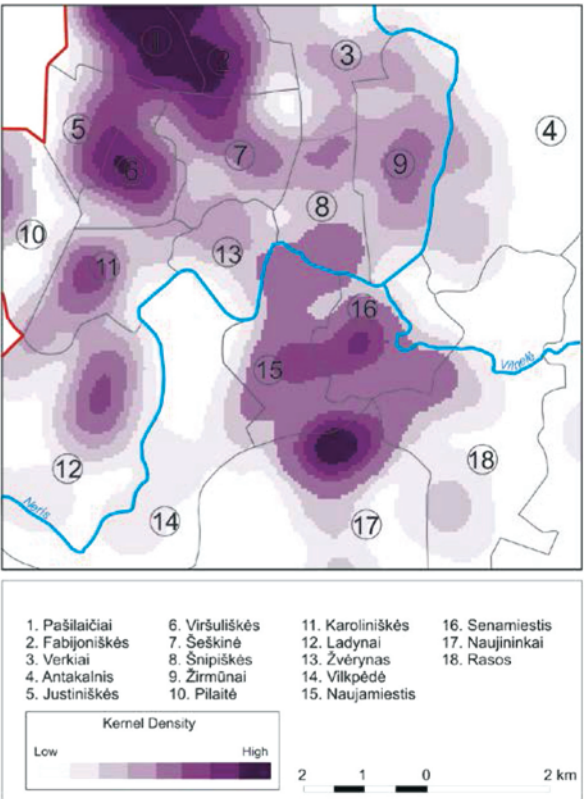 1
2
3
4
5
6
7
8
9
10
11
12
13
14
15
16
17
18
Vilnelė
Neris
1. Pašilaičiai
2. Fabijoniškės
3. Verkiai
4. Antakalnis
5. Justiniškės
6. Viršuliškės
7. Šeškinė
8. Šnipiškės
9. Žirmūnai
10. Pilaitė
11. Karoliniškės
12. Ladynai
13. Žvėrynas
14. Vilkpėdė
15. Naujamiestis
16. Senamiestis
17. Naujininkai
18. Rasos
Kernel Density
Low High
2 1 0 2 km